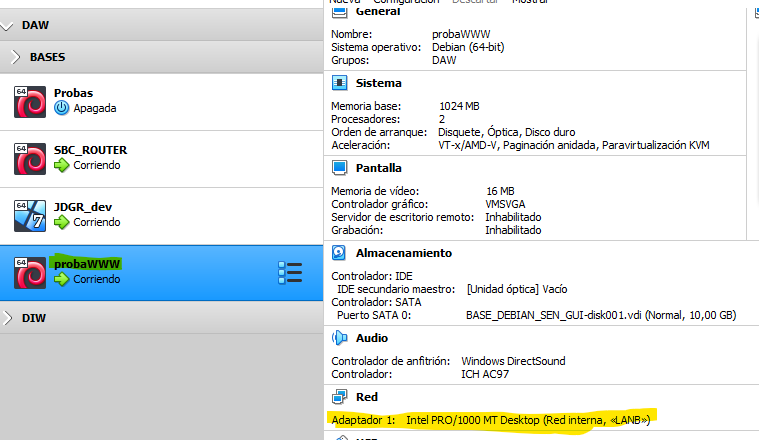 Nueva Configuración Descartar Mostrar
DAW
BASES
64
Probas
Apagada
64
SBC_ROUTER
Corriendo
64
7
JDGR_dev
Corriendo
64
probaWWW
Corriendo
DIW
General
Nombre: probaWWW
Sistema operativo: Debian (64-bit)
Grupos: DAW
Sistema
Memoria base: 1024 MB
Procesadores: 2
Orden de arranque: Disquete, Óptica, Disco duro
Aceleración: VT-x/AMD-V, Paginación anidada, Paravirtualización KVM
Pantalla
Memoria de vídeo: 16 MB
Controlador gráfico: VMSVGA
Servidor de escritorio remoto: Inhabilitado
Grabación: Inhabilitado
Almacenamiento
Controlador: IDE
IDE secundario maestro: [Unidad óptica] Vacío
Controlador: SATA
Puerto SATA 0: BASE_DEBIAN_SEN_GUI-disk001.vdi (Normal, 10,00 GB)
Audio
Controlador de anfitrión: Windows DirectSound
Controlador: ICH AC97
Red
Adaptador 1: Intel PRO/1000 MT Desktop (Red interna, «LANB»)